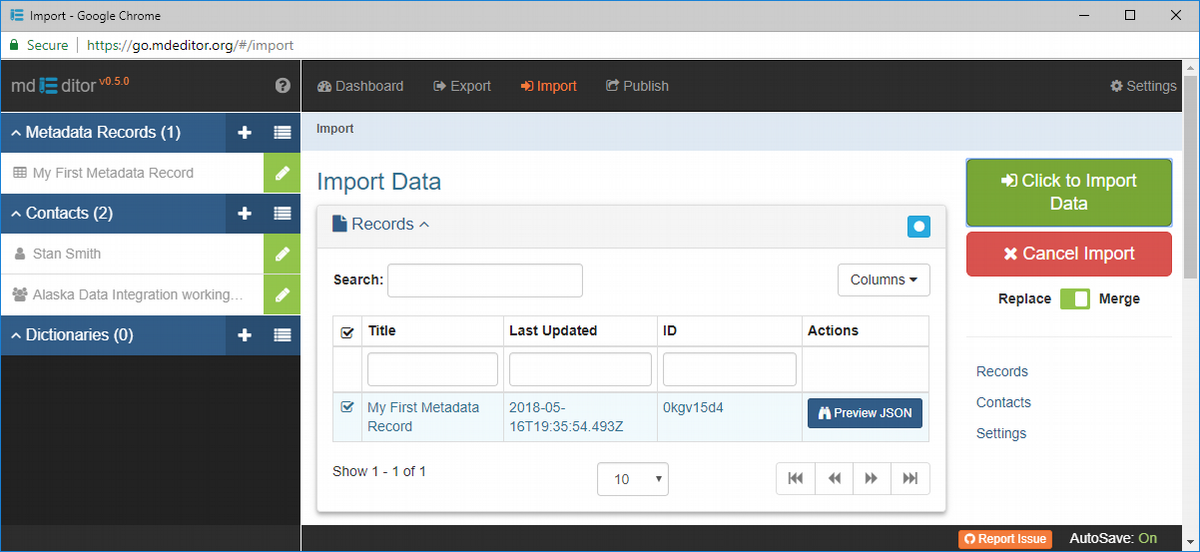 Import - Google Chrome
Secure https://go.mdeditor.org/#/import
md ditor v0.5.0
Dashboard Export Import Publish Settings
Metadata Records (1)
My First Metadata Record
Contacts (2)
Stan Smith
Alaska Data Integration working...
Dictionaries (0)
Import
Import Data
Records
Search: Columns
Title Last Updated ID Actions
My First Metadata 2018-05- 0kgv15d4 Preview JSON
Record 16T19:35:54.493Z
Show 1 - 1 of 1 10
Click to Import
Data
Cancel Import
Replace Merge
Records
Contacts
Settings
Report Issue AutoSave: On